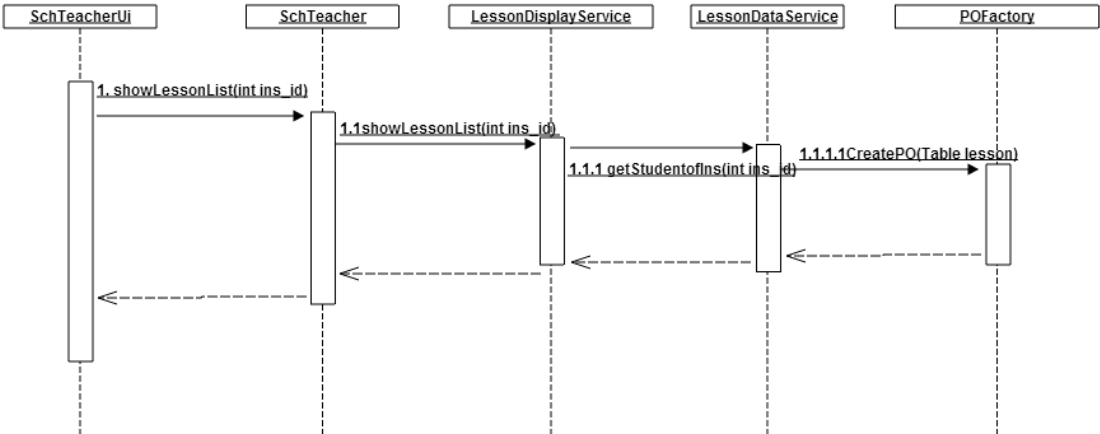 SchTeacherUi
SchTeacher
LessonDisplayService
LessonDataService
POFactory
1. showLessonList(int ins_id)
1.1showLessonList(int ins_id)
1.1.1 getStudentofIns(int ins_id)
1.1.1.1CreatePO(Table lesson)